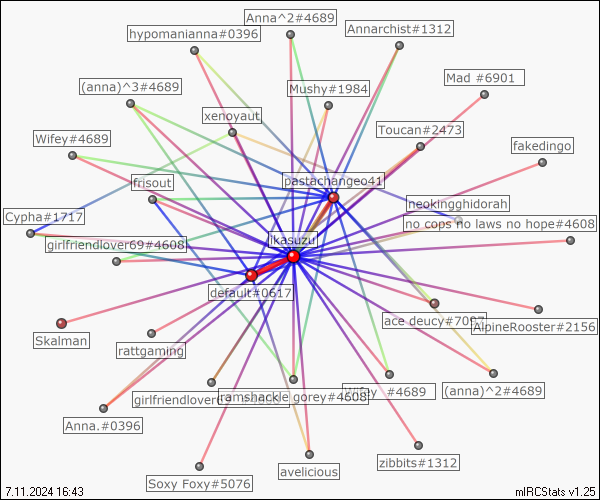 Anna^2#4689
hypomanianna#0396
Annarchist#1312
Mad #6901
(anna)^3#4689
Mushy#1984
xenoyaut
Toucan#2473
Wifey#4689
fakedingo
frisout
pastachangeo41
neokingghidorah
Cypha#1717
no cops no laws no hope#4608
ikasuzu
girlfriendlover69#4608
default#0617
ace deucy#7007
AlpineRooster#2156
Skalman
rattgaming
Wifey #4689
(anna)^2#4689
ramshackle gorey#4608
Anna.#0396
zibbits#1312
avelicious
Soxy Foxy#5076
7.11.2024 16:43
mIRCStats v1.25